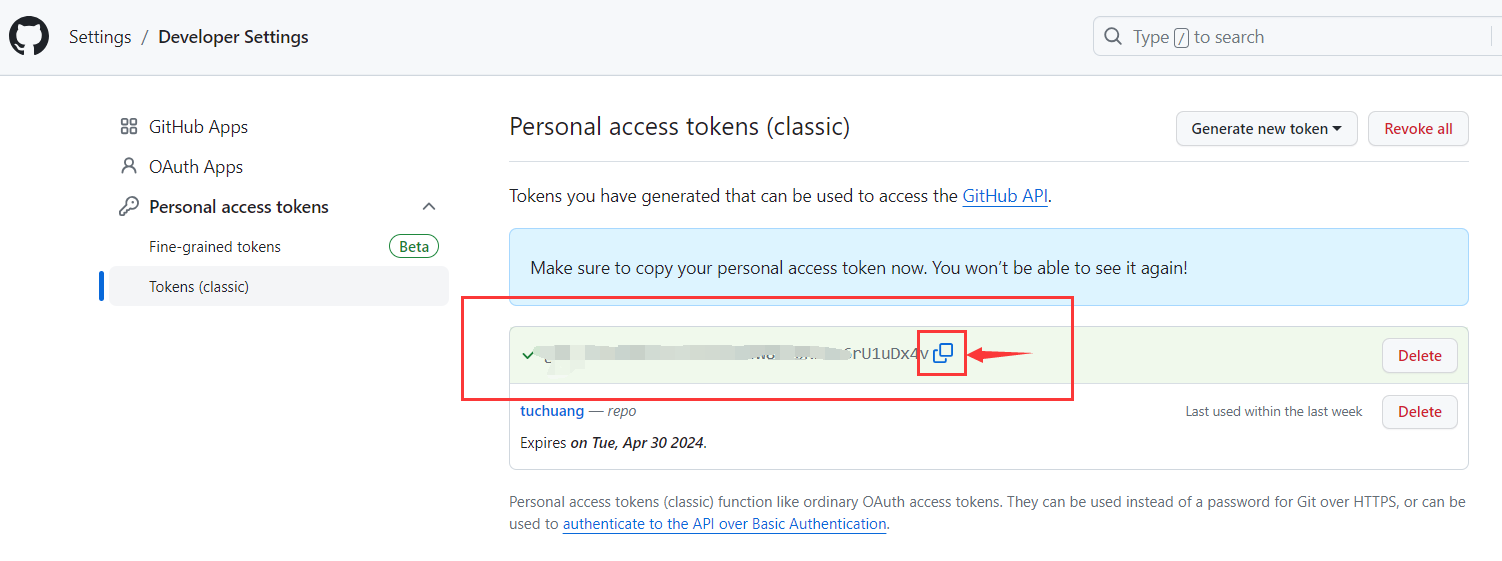 Settings / Developer Settings
Type / to search
GitHub Apps
OAuth Apps
Personal access tokens
Fine-grained tokens Beta
Tokens (classic)
Personal access tokens (classic)
Generate new token
Revoke all
Tokens you have generated that can be used to access the GitHub API.
Make sure to copy your personal access token now. You won’t be able to see it again!
Delete
tuchuang — repo
Last used within the last week
Delete
Expires on Tue, Apr 30 2024.
Personal access tokens (classic) function like ordinary OAuth access tokens. They can be used instead of a password for Git over HTTPS, or can be
used to authenticate to the API over Basic Authentication.